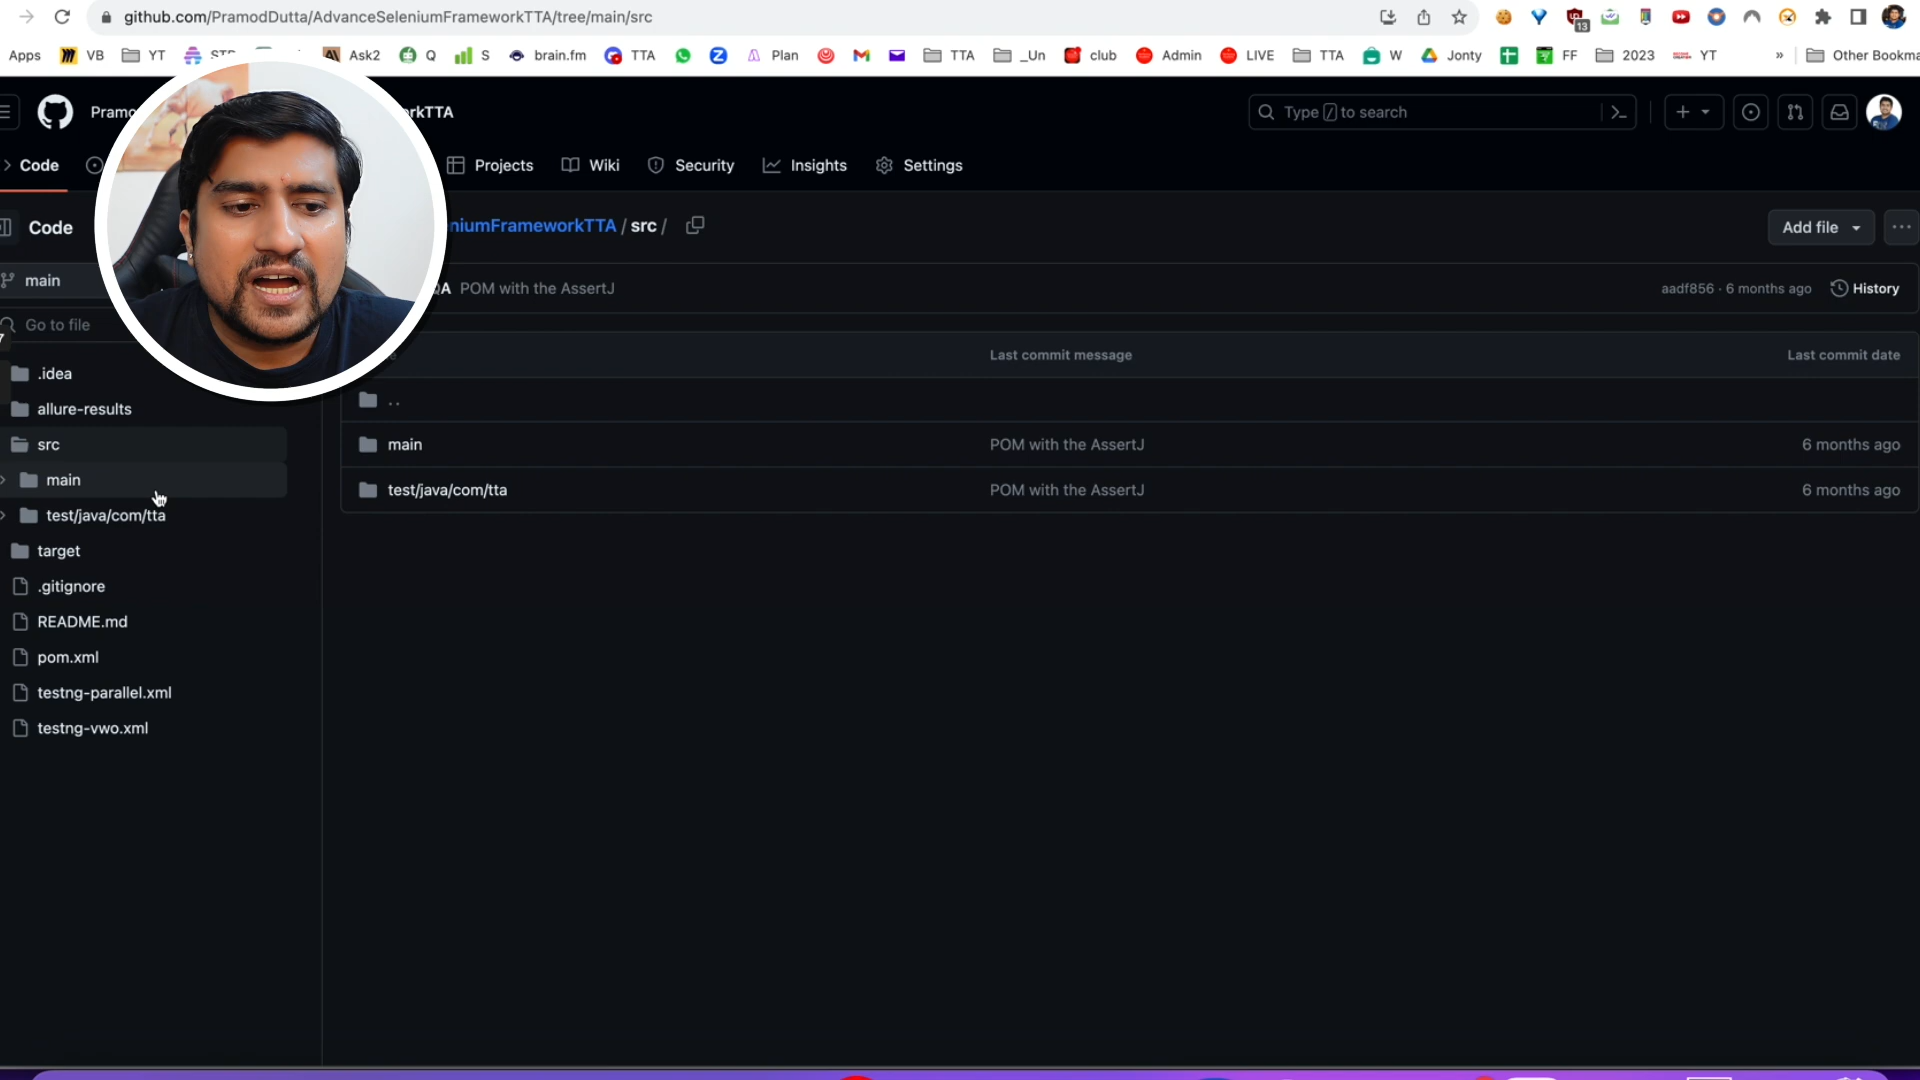 github.com/PramodDutta/AdvanceSeleniumFrameworkTTA/tree/main/src
13
Apps VB YT Ask2 Q S brain.fm TTA Plan TTA _Un club Admin LIVE TTA W Jonty FF 2023 YT » Other Bookma
Pramo rkTTA Type / to search
Code Projects Wiki Security Insights Settings
Code niumFrameworkTTA / src / Add file
main QA POM with the AssertJ aadf856 · 6 months ago History
Go to file
Last commit message Last commit date
.idea
..
allure-results
src
main POM with the AssertJ 6 months ago
main
test/java/com/tta POM with the AssertJ 6 months ago
test/java/com/tta
target
.gitignore
README.md
pom.xml
testng-parallel.xml
testng-vwo.xml